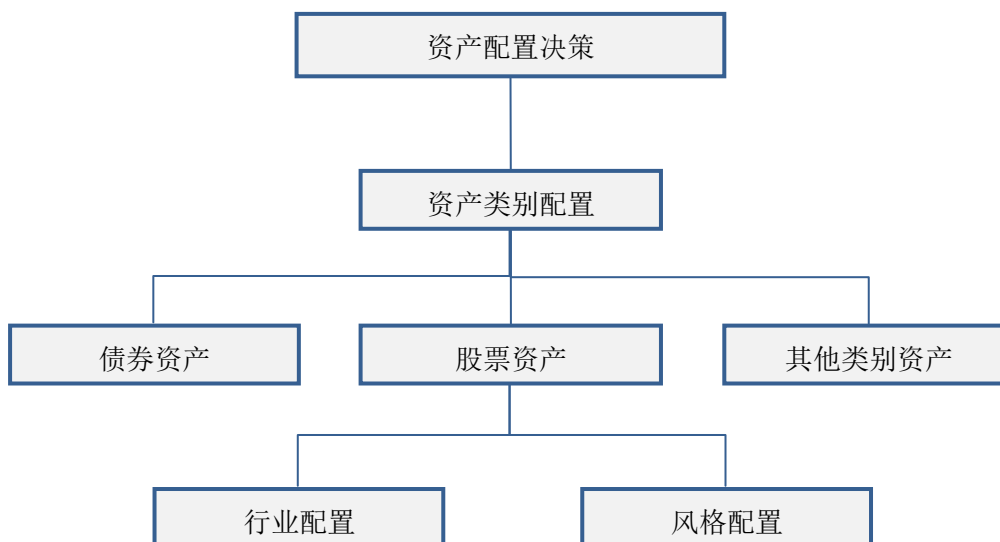 资产配置决策
资产类别配置
债券资产
股票资产
其他类别资产
行业配置
风格配置